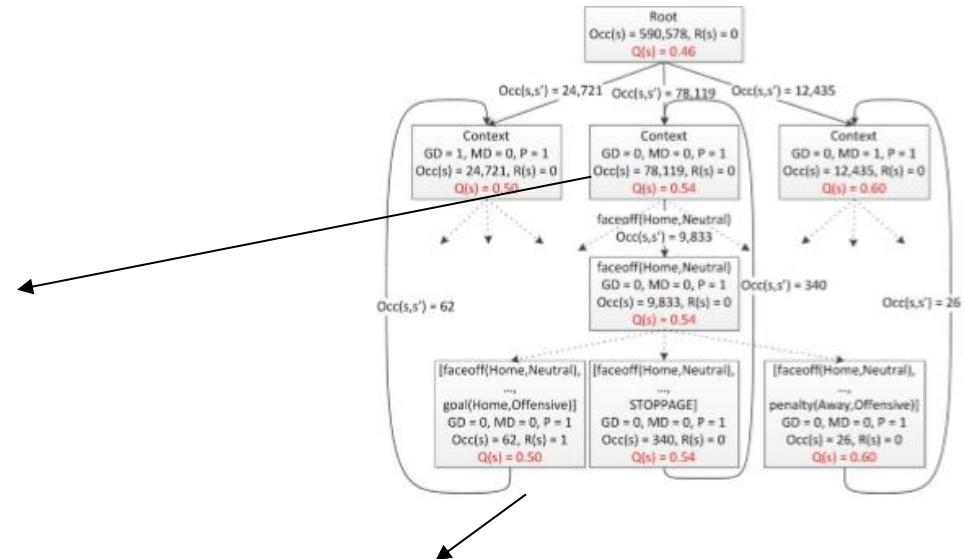 Root
Occ(s) = 590,578, R(s) = 0
Q(s) = 0.46
Occ(s,s') = 24,721
Occ(s,s') = 78,119
Occ(s,s') = 12,435
Context
GD = 1, MD = 0, P = 1
Occ(s) = 24,721, R(s) = 0
Q(s) = 0.50
Context
GD = 0, MD = 0, P = 1
Occ(s) = 78,119, R(s) = 0
Q(s) = 0.54
Context
GD = 0, MD = 1, P = 1
Occ(s) = 12,435, R(s) = 0
Q(s) = 0.60
faceoff(Home,Neutral)
Occ(s,s') = 9,833
faceoff(Home,Neutral)
GD = 0, MD = 0, P = 1
Occ(s) = 9,833, R(s) = 0
Q(s) = 0.54
Occ(s,s') = 62
Occ(s,s') = 340
Occ(s,s') = 26
[faceoff(Home,Neutral),
...,
goal(Home,Offensive)]
GD = 0, MD = 0, P = 1
Occ(s) = 62, R(s) = 1
Q(s) = 0.50
[faceoff(Home,Neutral),
...,
STOPPAGE]
GD = 0, MD = 0, P = 1
Occ(s) = 340, R(s) = 0
Q(s) = 0.54
[faceoff(Home,Neutral),
...,
penalty(Away,Offensive)]
GD = 0, MD = 0, P = 1
Occ(s) = 26, R(s) = 0
Q(s) = 0.60